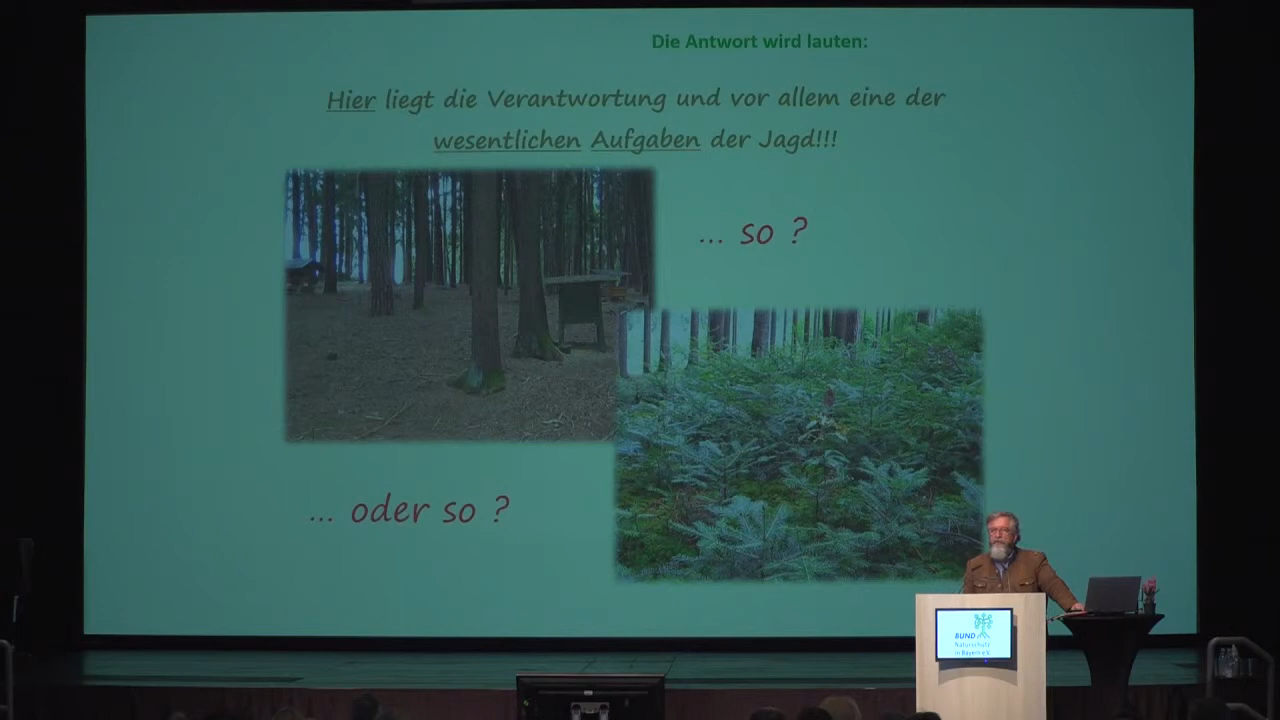 Die Antwort wird lauten:
Hier liegt die Verantwortung und vor allem eine der
wesentlichen Aufgaben der Jagd!!!
... so ?
... oder so ?
BUND
Naturschutz
in Bayern e.V.